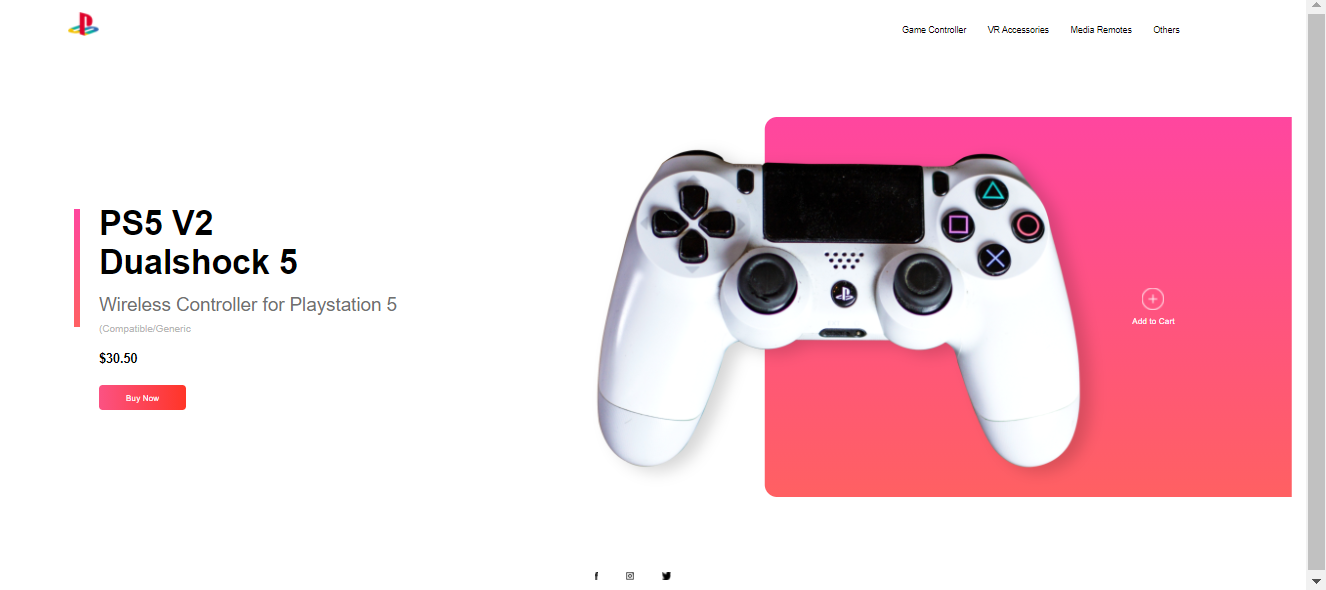 Game Controller VR Accessories Media Remotes Others
PS5 V2
Dualshock 5
Wireless Controller for Playstation 5
(Compatible/Generic
$30.50
Buy Now
Add to Cart